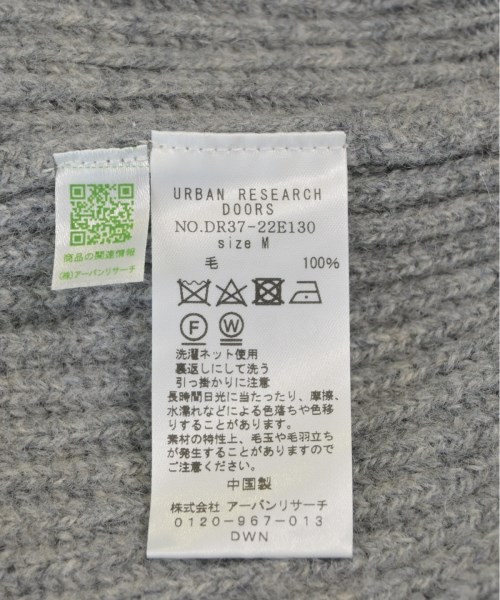 URBAN RESEARCH
DOORS
NO.DR37-22E130
size M
毛 100%
F W
洗濯ネット使用
裏返しにして洗う
引っ掛かりに注意
長時間日光に当たったり、摩擦、
水濡れなどによる色落ちや色移
りすることがあります。
素材の特性上、毛玉や毛羽立ち
が発生することがありますので
ご注意ください。
中国製
株式会社 アーバンリサーチ
0120-967-013
DWN
商品の関連情報
(株)アーバンリサーチ